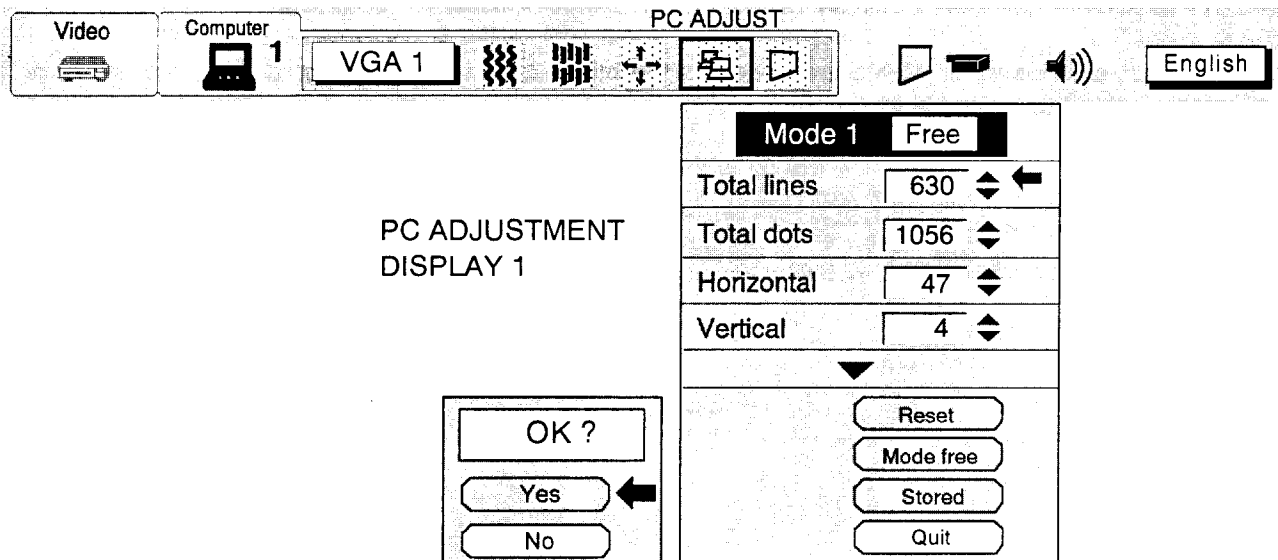 PC ADJUST
Video
Computer
1
VGA 1
English
Mode 1 Free
Total lines 630
Total dots 1056
Horizontal 47
Vertical 4
PC ADJUSTMENT
DISPLAY 1
Reset
Mode free
Stored
Quit
OK ?
Yes
No